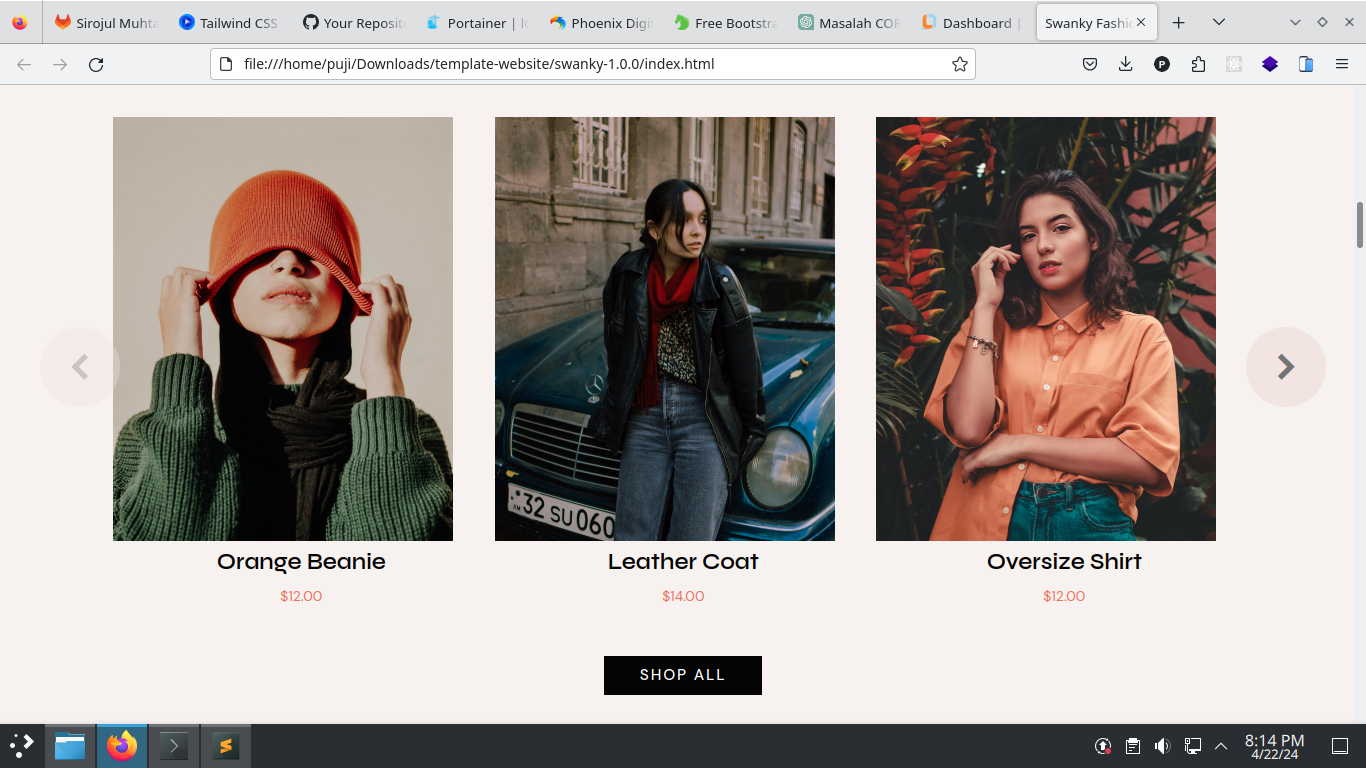 Sirojul Muhta
Tailwind CSS
Your Reposit
Portainer | lo
Phoenix Digi
Free Bootstra
Masalah COR
Dashboard |
Swanky Fashi
file:///home/puji/Downloads/template-website/swanky-1.0.0/index.html
32 SU 060
Orange Beanie
Leather Coat
Oversize Shirt
$12.00
$14.00
$12.00
SHOP ALL
8:14 PM
4/22/24